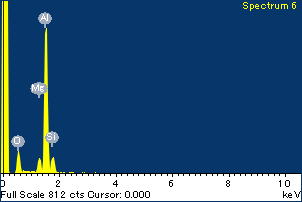 Spectrum 6
Al
Mg
O
Si
0 2 4 6 8 10
Full Scale 812 cts Cursor: 0.000 keV